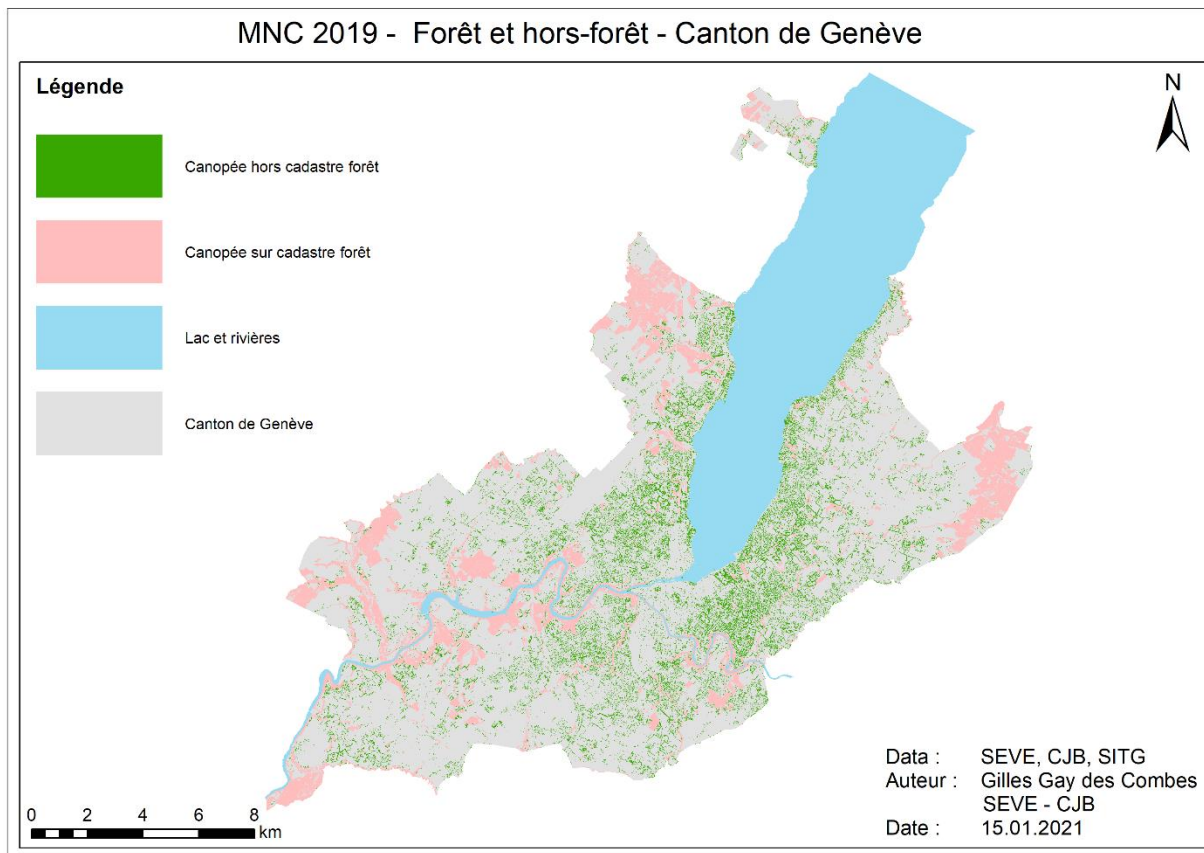 MNC 2019 - Forêt et hors-forêt - Canton de Genève
Légende
N
Canopée hors cadastre forêt
Canopée sur cadastre forêt
Lac et rivières
Canton de Genève
Data : SEVE, CJB, SITG
Auteur : Gilles Gay des Combes
SEVE - CJB
Date : 15.01.2021
0 2 4 6 8
km